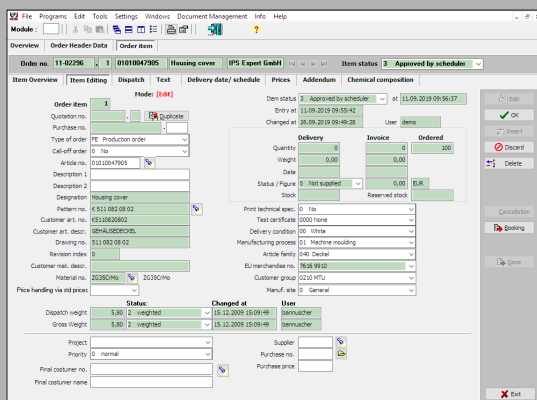 File Programs Edit Tools Settings Windows Document Management Info Help
Module :
?
Overview Order Header Data Order item
Order no. 11-02296 . 1 01010047905 Housing cover IPS Expert GmbH Item status 3 Approved by scheduler
Item Overview Item Editing Dispatch Text Delivery date/ schedule Prices Addendum Chemical composition
Mode: [Edit]
Order item 1
Quotation no. . Duplicate
Purchase no. .
Type of order FE Production order
Call-off order 0 No
Article no. 01010047905
Description 1
Description 2
Designation Housing cover
Pattern no. K 511 082 08 02
Customer art. no. K5110820802
Customer art. descr. GEHÄUSEDECKEL
Drawing no. 511 082 08 02
Revision index 0
Customer mat. descr.
Material no. ZG35CrMo ZG35CrMo
Price handling via std prices
Item status 3 Approved by scheduler at 11.09.2019 09:56:37
Entry at 11.09.2019 09:55:42
Changed at 26.09.2019 09:49:28 User demo
Delivery Invoice Ordered
Quantity 0 0 100
Weight 0,00 0,00
Date
Status / Figure 0 Not supplied 0,00 EUR
Stock Reserved stock
Print technical spec. 0 No
Test certificate 0000 None
Delivery condition 00 White
Manufacturing process 01 Machine moulding
Article family 040 Deckel
EU merchandise no. 7616 9910
Customer group 0210 MTU
Manuf. site 0 General
Status: Changed at User
Dispatch weight 5,80 2 weighted 15.12.2009 15:09:49 bannuscher
Gross Weight 5,80 2 weighted 15.12.2009 15:09:49 bannuscher
Project
Priority 0 normal
Final costumer no.
Final costumer name
Supplier
Purchase no.
Purchase price
Edit
OK
Insert
Discard
Delete
Cancellation
Booking
Done
Exit